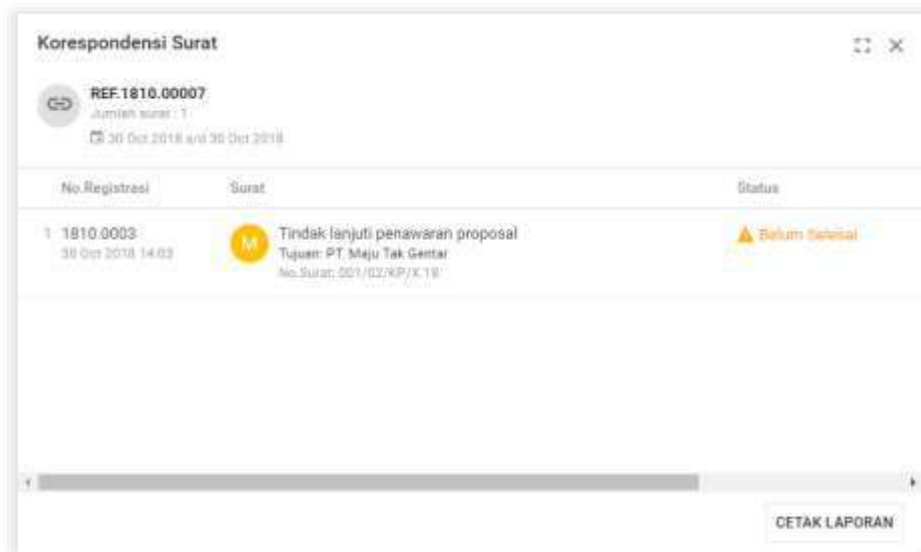 Korespondensi Surat
REF.1810.00007
Jumlah surat : 1
30 Oct 2018 s/d 30 Oct 2018
No.Registrasi Surat Status
1 1810.0003 M Tindak lanjuti penawaran proposal Belum Selesai
30 Oct 2018 14:03 Tujuan: PT. Maju Tak Gentar
No.Surat: 001/02/KP/X.18
CETAK LAPORAN